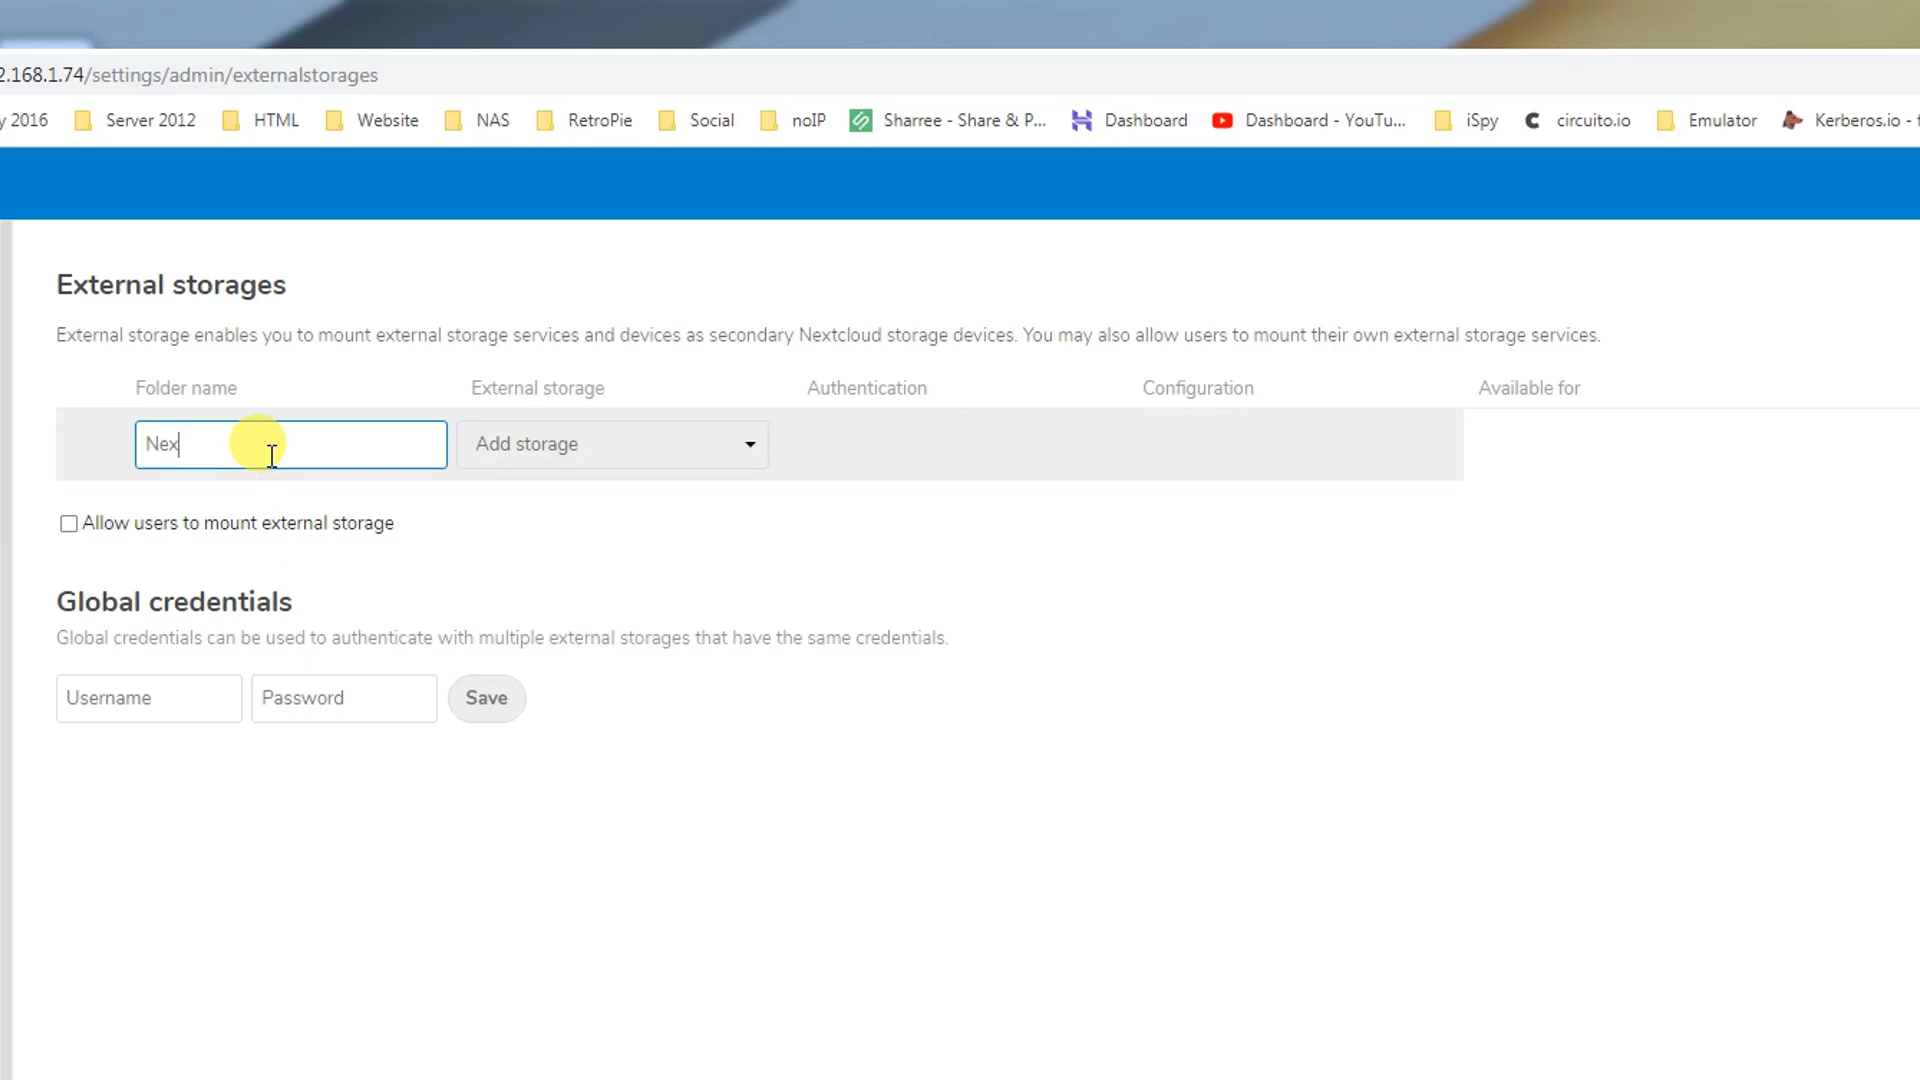 2.168.1.74/settings/admin/externalstorages
y 2016 Server 2012 HTML Website NAS RetroPie Social noIP Sharree - Share & P... Dashboard Dashboard - YouTu... iSpy circuito.io Emulator Kerberos.io - f
External storages
External storage enables you to mount external storage services and devices as secondary Nextcloud storage devices. You may also allow users to mount their own external storage services.
Folder name External storage Authentication Configuration Available for
Nex Add storage
Allow users to mount external storage
Global credentials
Global credentials can be used to authenticate with multiple external storages that have the same credentials.
Username Password Save